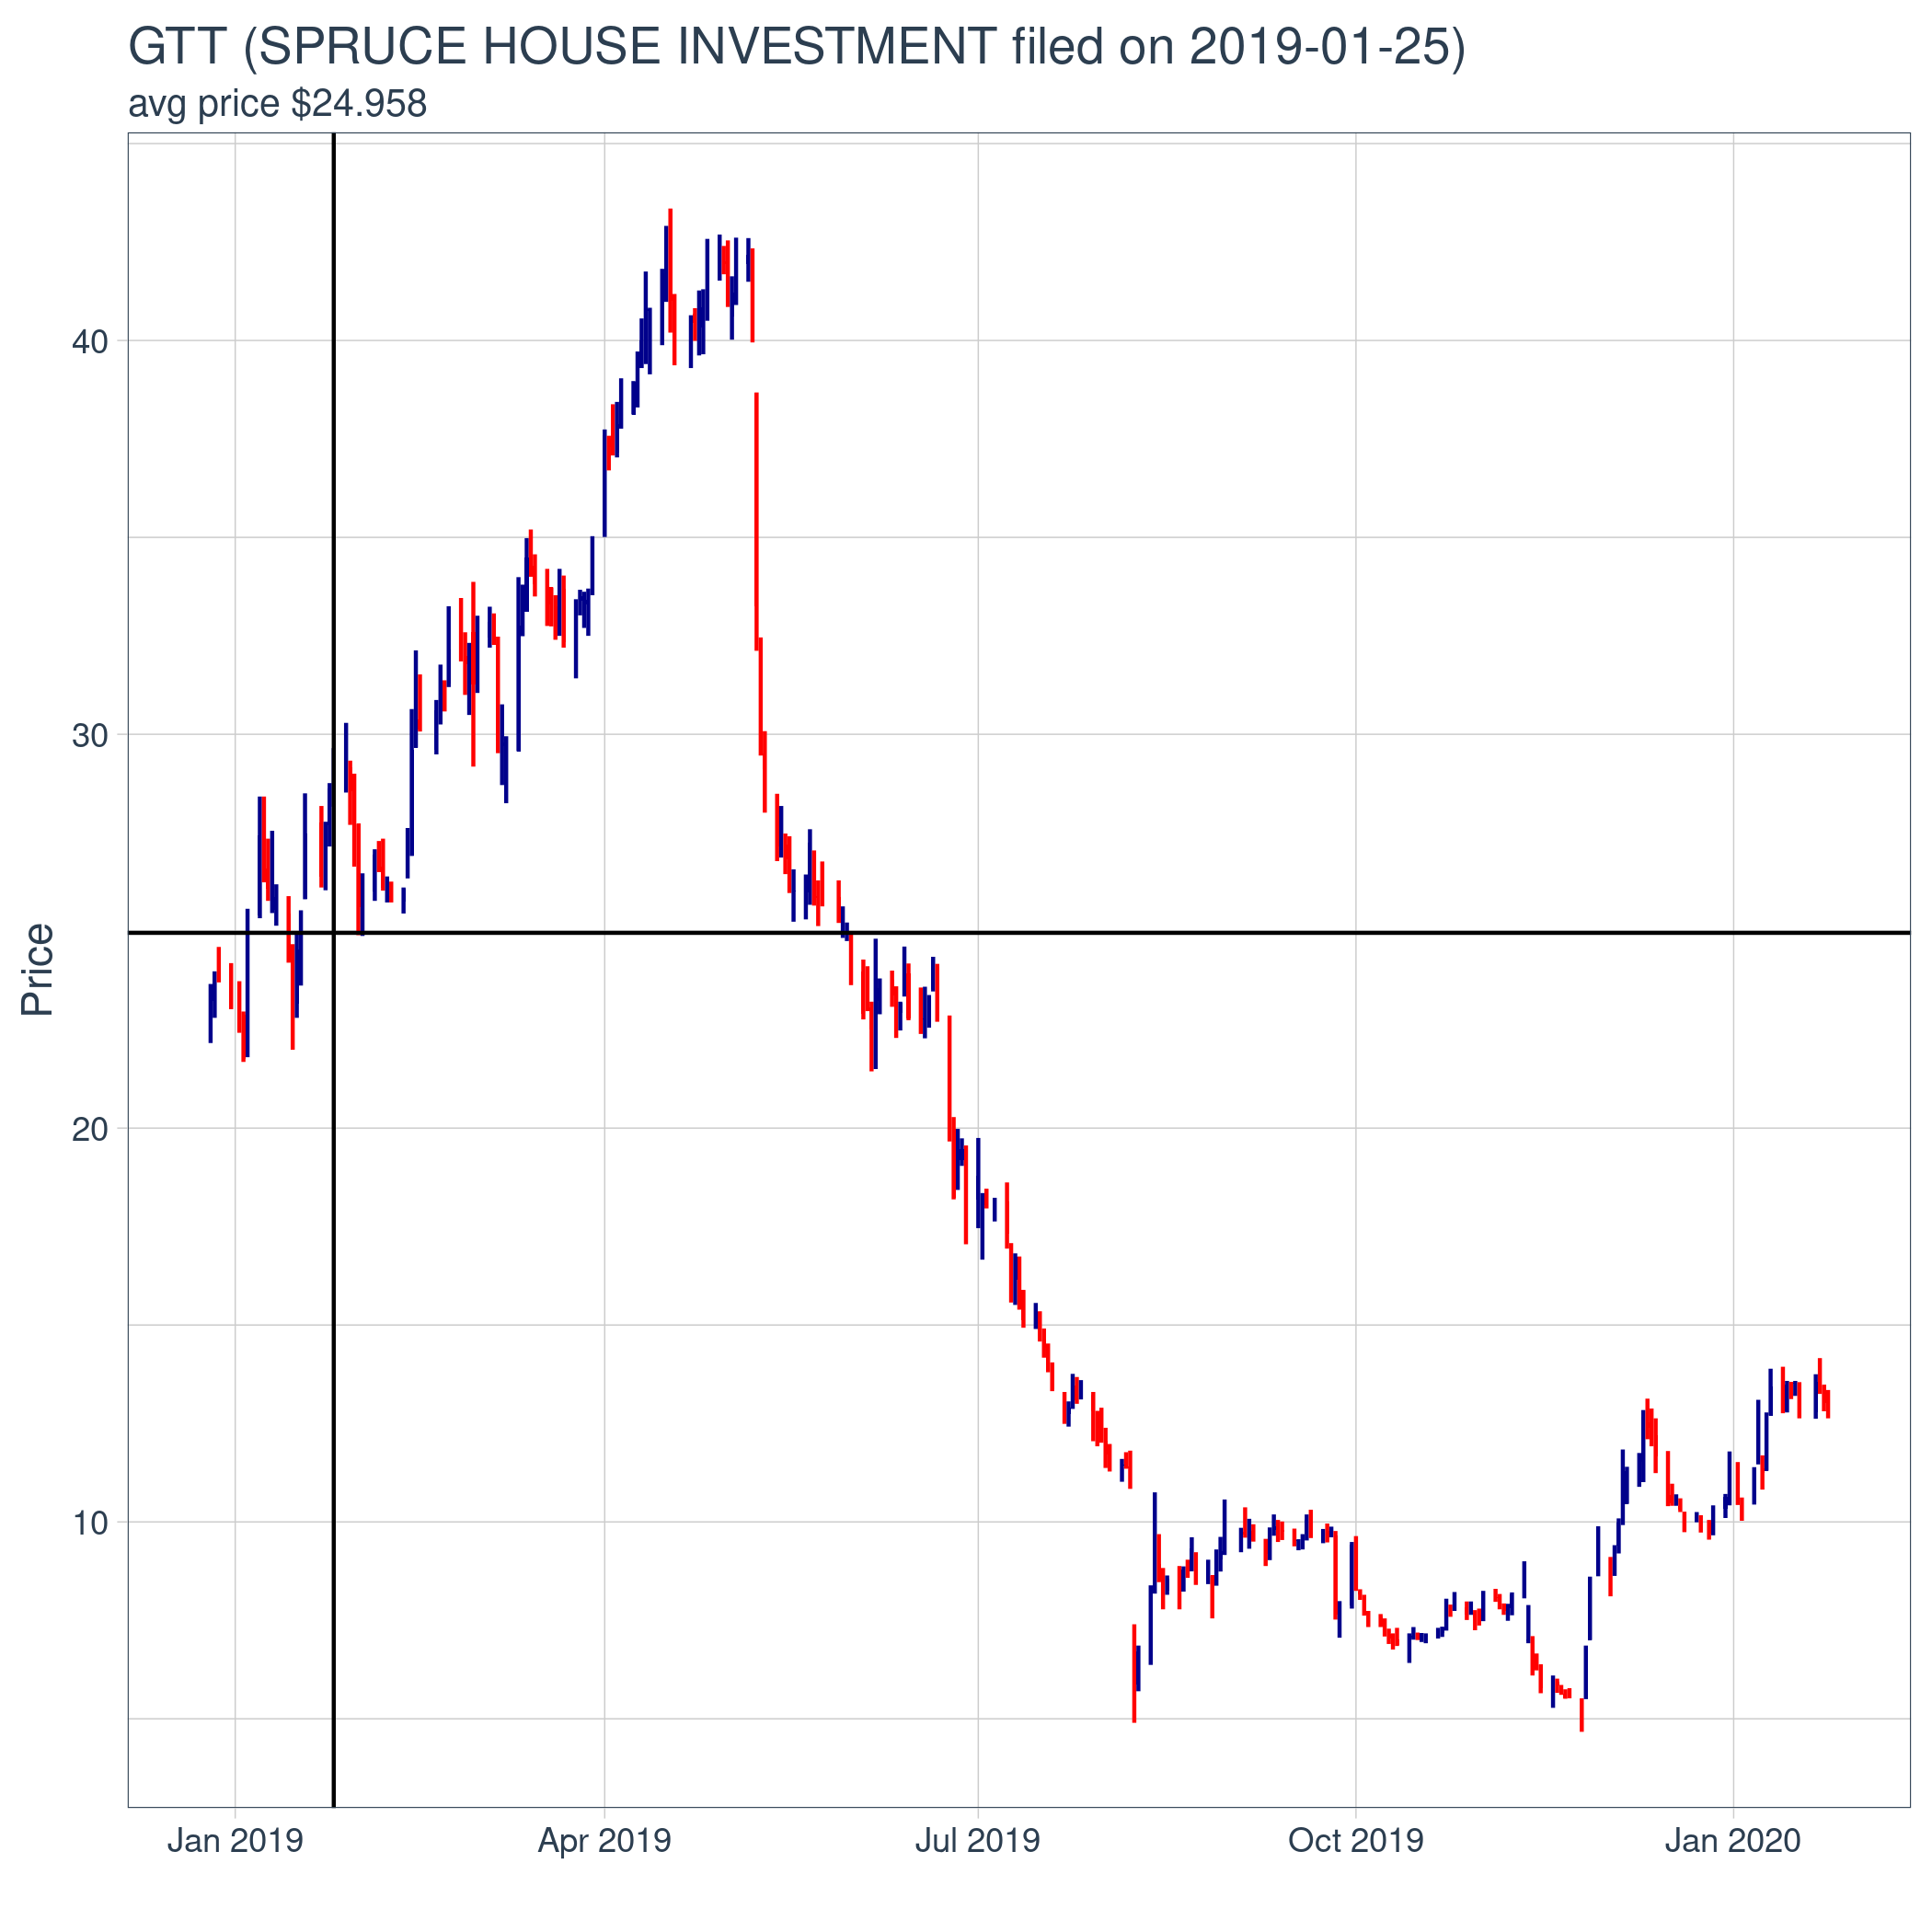 GTT (SPRUCE HOUSE INVESTMENT filed on 2019-01-25)
avg price $24.958
Price
40
30
20
10
Jan 2019
Apr 2019
Jul 2019
Oct 2019
Jan 2020